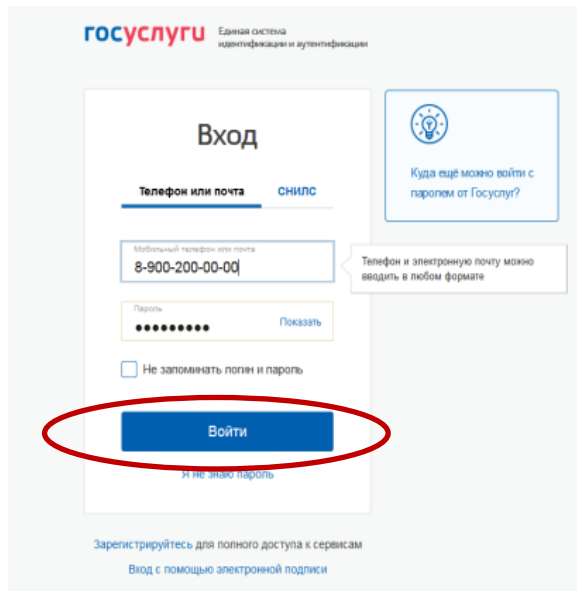 госуслуги
Единая система
идентификации и аутентификации
Вход
Телефон или почта СНИЛС
Мобильный телефон или почта
8-900-200-00-00
Пароль
Показать
Не запоминать логин и пароль
Войти
Я не знаю пароль
Куда ещё можно войти с
паролем от Госуслуг?
Телефон и электронную почту можно
вводить в любом формате
Зарегистрируйтесь для полного доступа к сервисам
Вход с помощью электронной подписи